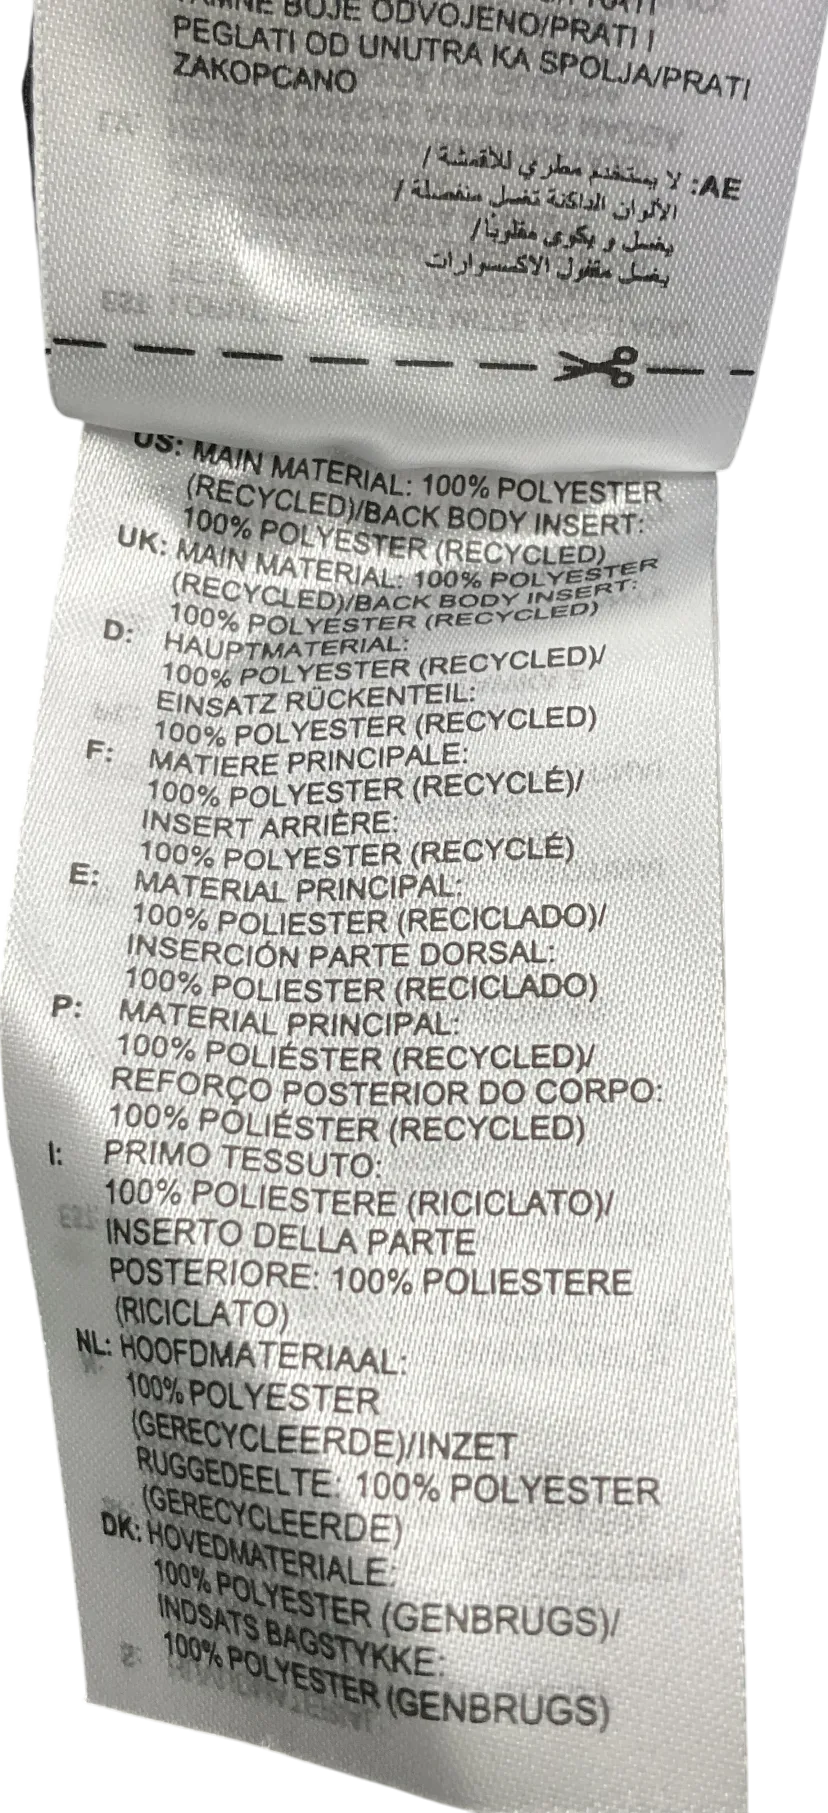 BOJE ODVOJENO/PRATI I
PEGLATI OD UNUTRA KA SPOLJA/PRATI
ZAKOPCANO
AE: لا يستخدم مطري للأقمشة /
الألوان الداكنة تغسل منفصلة /
يغسل و يكوى مقلوبا/
يغسل مقفول الاكسسوارات
US: MAIN MATERIAL: 100% POLYESTER
(RECYCLED)/BACK BODY INSERT:
100% POLYESTER (RECYCLED)
UK: MAIN MATERIAL: 100% POLYESTER
(RECYCLED)/BACK BODY INSERT:
100% POLYESTER (RECYCLED)
D: HAUPTMATERIAL:
100% POLYESTER (RECYCLED)/
EINSATZ RÜCKENTEIL:
100% POLYESTER (RECYCLED)
F: MATIERE PRINCIPALE:
100% POLYESTER (RECYCLÉ)/
INSERT ARRIÈRE:
100% POLYESTER (RECYCLÉ)
E: MATERIAL PRINCIPAL:
100% POLIESTER (RECICLADO)/
INSERCIÓN PARTE DORSAL:
100% POLIESTER (RECICLADO)
P: MATERIAL PRINCIPAL:
100% POLIÉSTER (RECYCLED)/
REFORÇO POSTERIOR DO CORPO:
100% POLIÉSTER (RECYCLED)
I: PRIMO TESSUTO:
100% POLIESTERE (RICICLATO)/
INSERTO DELLA PARTE
POSTERIORE: 100% POLIESTERE
(RICICLATO)
NL: HOOFDMATERIAAL:
100% POLYESTER
(GERECYCLEERDE)/INZET
RUGGEDEELTE: 100% POLYESTER
(GERECYCLEERDE)
DK: HOVEDMATERIALE:
100% POLYESTER (GENBRUGS)/
INDSATS BAGSTYKKE:
100% POLYESTER (GENBRUGS)